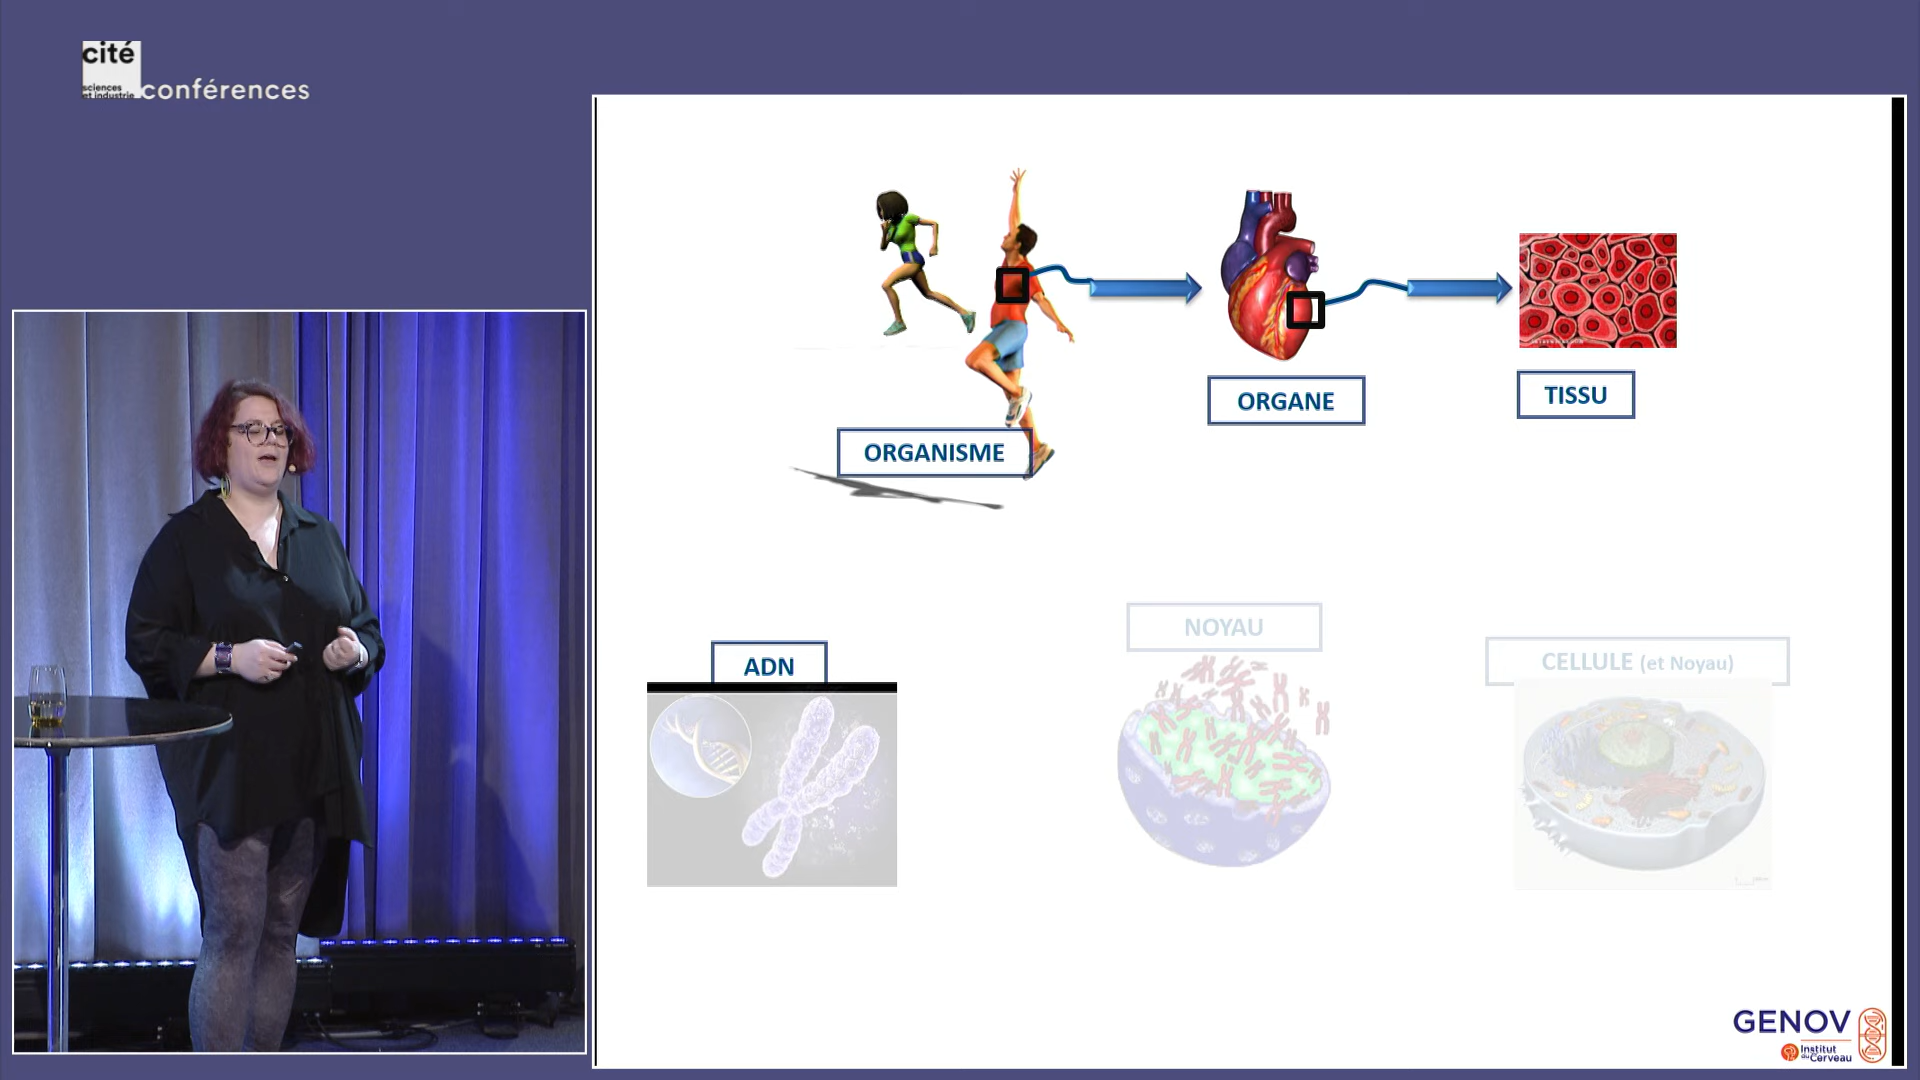 cité
sciences
et industrie
conférences
ORGANISME
ORGANE
TISSU
ADN
NOYAU
CELLULE (et Noyau)
GENOV
Institut
du Cerveau